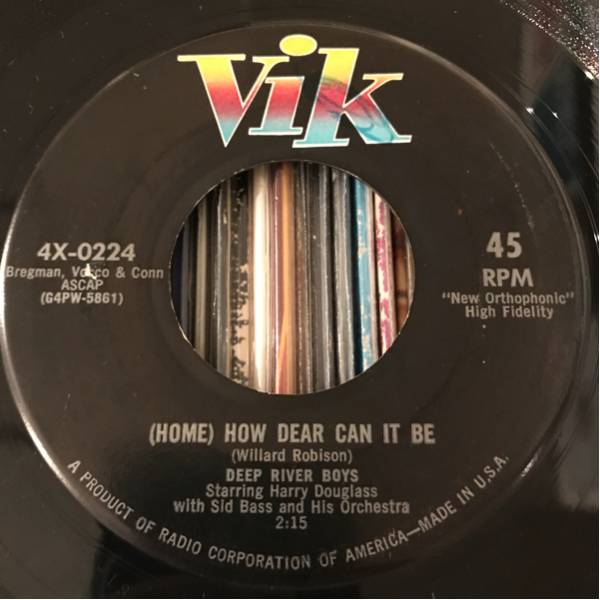 Vik
4X-0224
Bregman, Vocco & Conn
ASCAP
(G4PW-5861)
45
RPM
"New Orthophonic"
High Fidelity
(HOME) HOW DEAR CAN IT BE
(Willard Robison)
DEEP RIVER BOYS
Starring Harry Douglass
with Sid Bass and His Orchestra
2:15
A PRODUCT OF RADIO CORPORATION OF AMERICA—MADE IN U.S.A.